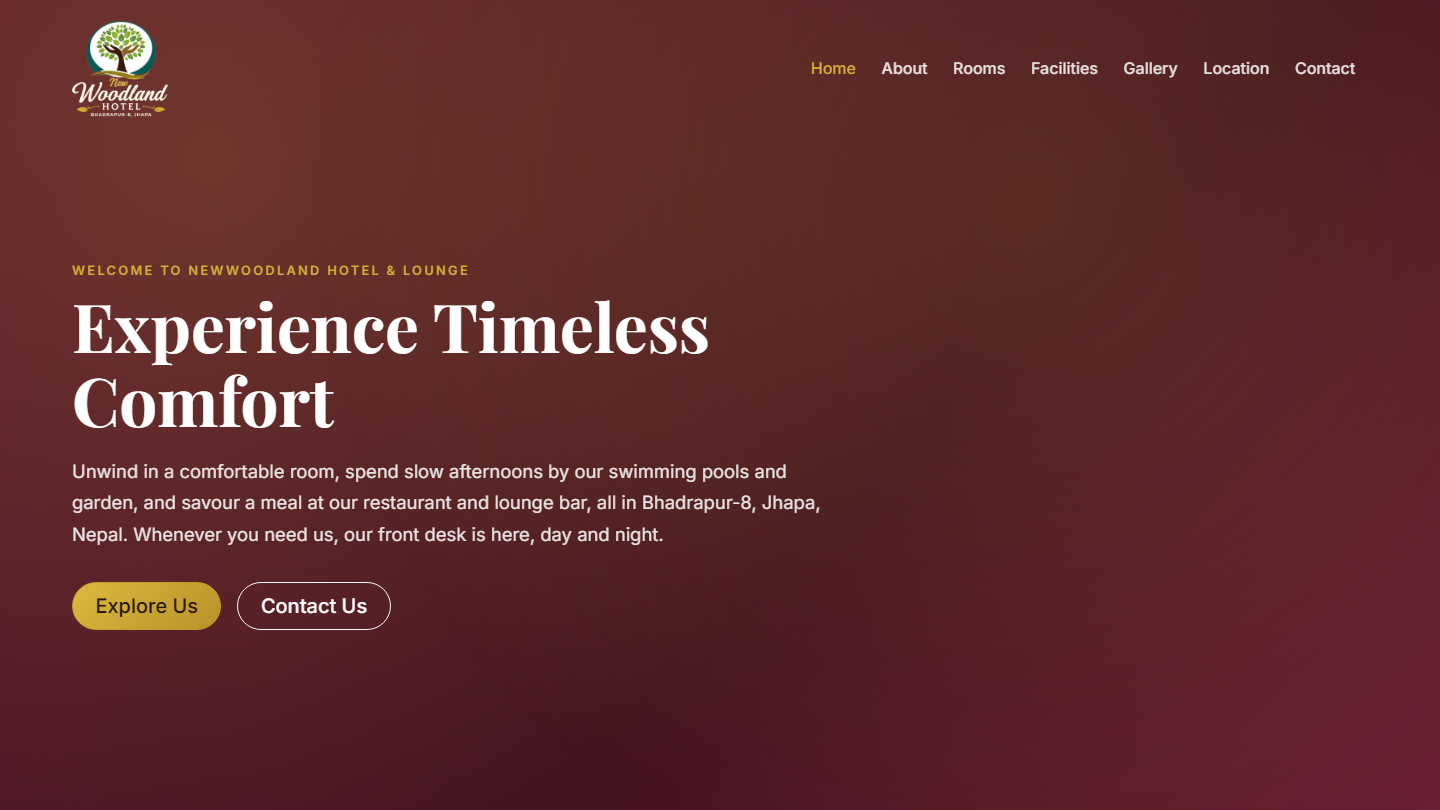 New
Woodland
HOTEL
BHADRAPUR-8, JHAPA
Home About Rooms Facilities Gallery Location Contact
WELCOME TO NEWWOODLAND HOTEL & LOUNGE
Experience Timeless
Comfort
Unwind in a comfortable room, spend slow afternoons by our swimming pools and
garden, and savour a meal at our restaurant and lounge bar, all in Bhadrapur-8, Jhapa,
Nepal. Whenever you need us, our front desk is here, day and night.
Explore Us Contact Us